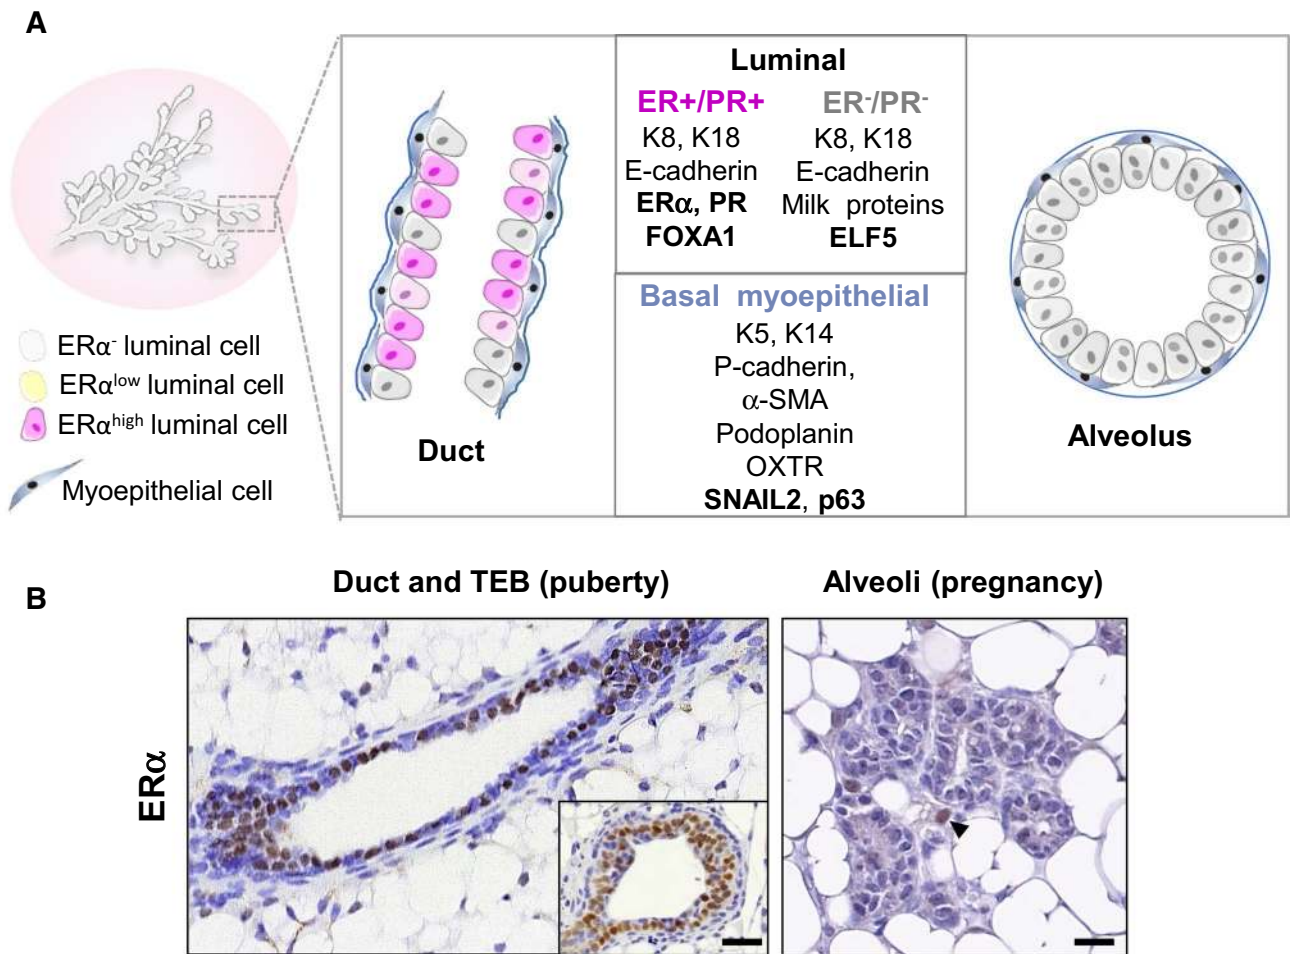 A
Luminal
ER+/PR+
K8, K18
E-cadherin
ERα, PR
FOXA1
ER⁻/PR⁻
K8, K18
E-cadherin
Milk proteins
ELF5
Basal myoepithelial
K5, K14
P-cadherin,
α-SMA
Podoplanin
OXTR
SNAIL2, p63
Duct
Alveolus
ERα⁻ luminal cell
ERαˡᵒʷ luminal cell
ERαʰⁱᵍʰ luminal cell
Myoepithelial cell
B
Duct and TEB (puberty)
Alveoli (pregnancy)
ERα